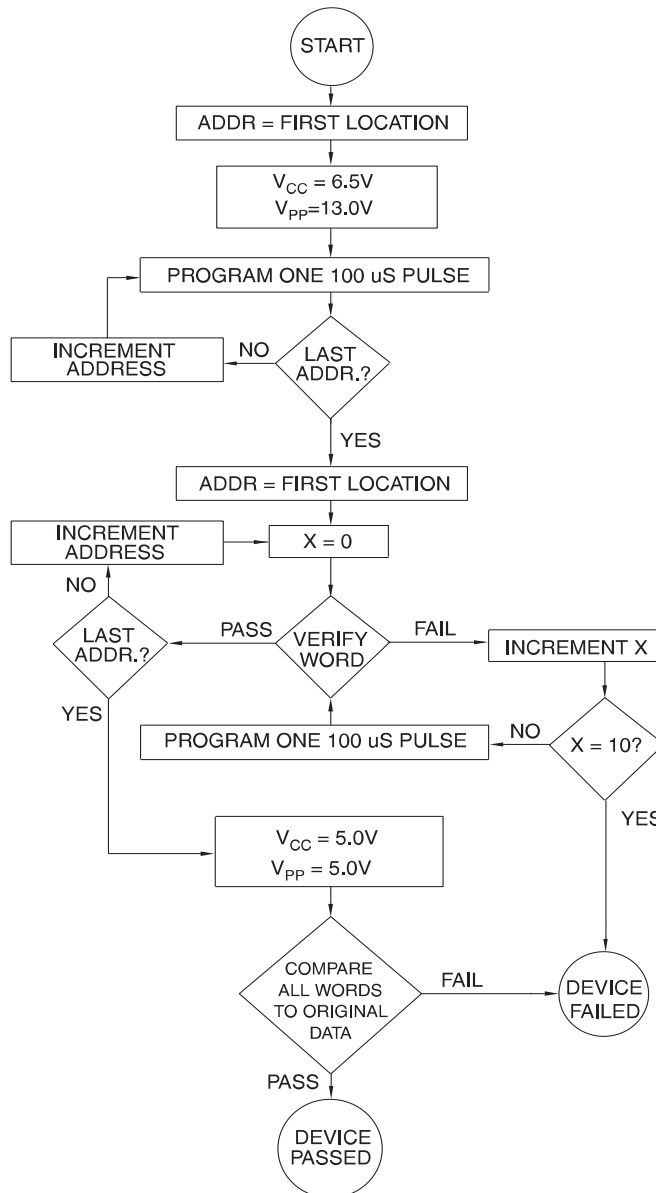 START
ADDR = FIRST LOCATION
VCC = 6.5V
VPP=13.0V
PROGRAM ONE 100 uS PULSE
INCREMENT
ADDRESS
NO
LAST
ADDR.?
YES
ADDR = FIRST LOCATION
INCREMENT
ADDRESS
X = 0
NO
LAST
ADDR.?
PASS
VERIFY
WORD
FAIL
INCREMENT X
YES
PROGRAM ONE 100 uS PULSE
NO
X = 10?
YES
VCC = 5.0V
VPP = 5.0V
COMPARE
ALL WORDS
TO ORIGINAL
DATA
FAIL
DEVICE
FAILED
PASS
DEVICE
PASSED